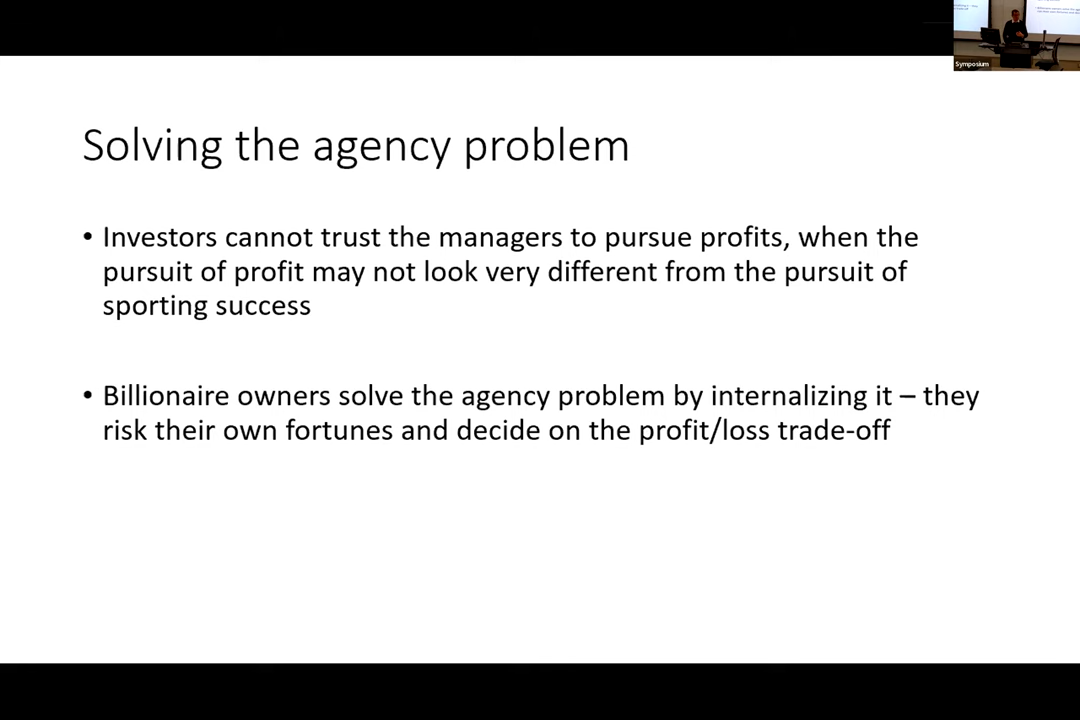 Symposium
Solving the agency problem
• Investors cannot trust the managers to pursue profits, when the
pursuit of profit may not look very different from the pursuit of
sporting success
• Billionaire owners solve the agency problem by internalizing it – they
risk their own fortunes and decide on the profit/loss trade-off